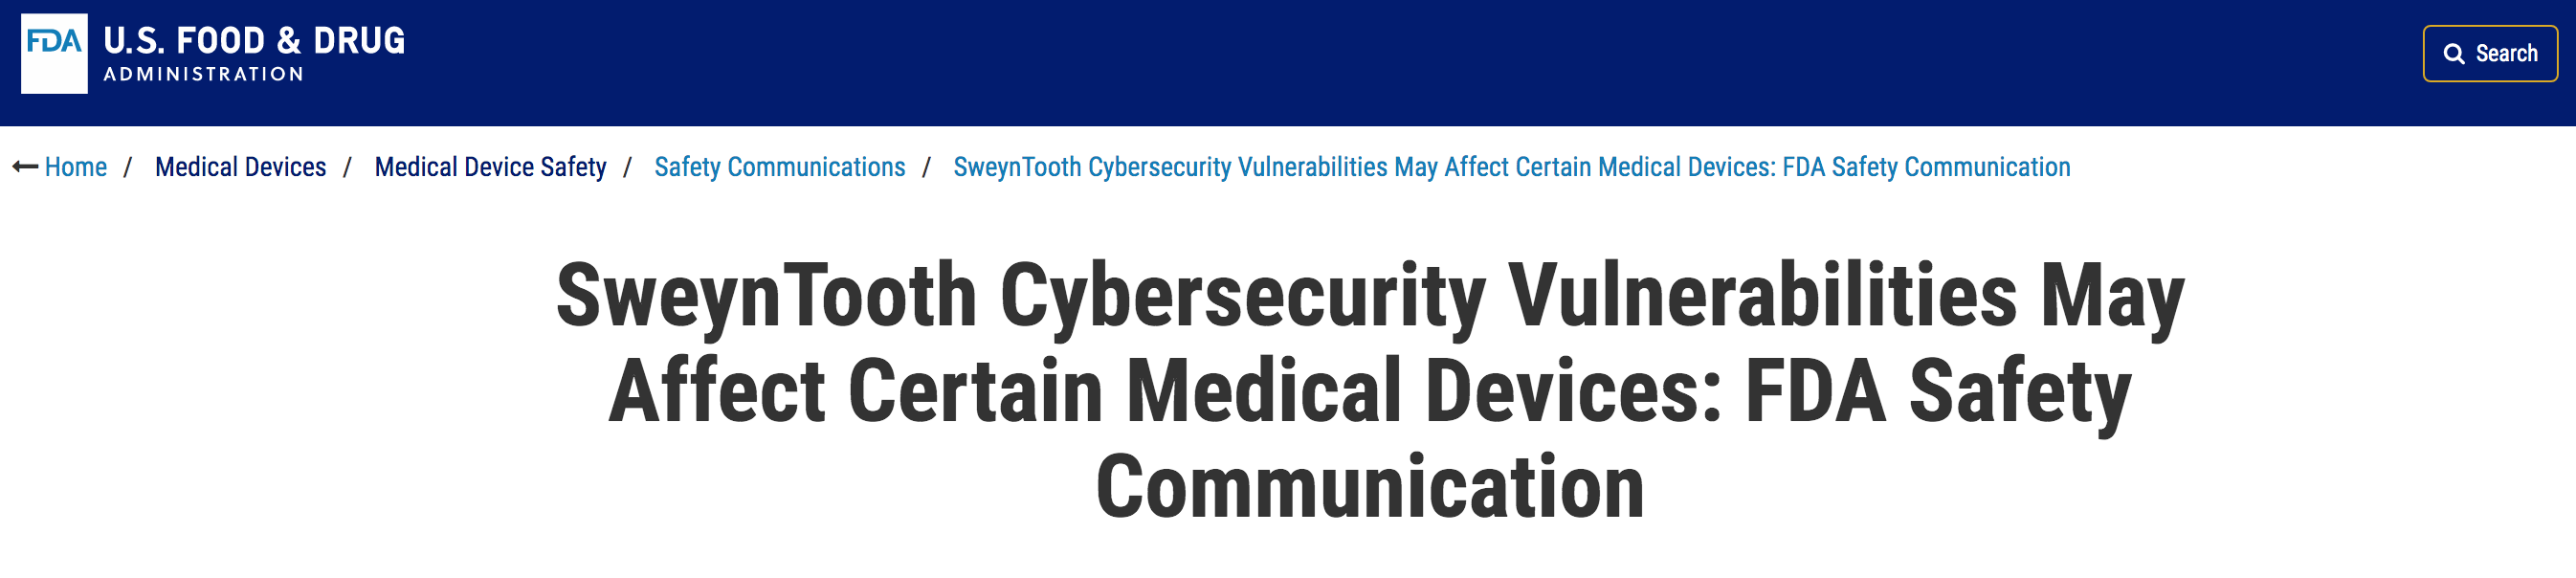 FDA U.S. FOOD & DRUG
ADMINISTRATION
Search
Home / Medical Devices / Medical Device Safety / Safety Communications / SweynTooth Cybersecurity Vulnerabilities May Affect Certain Medical Devices: FDA Safety Communication
SweynTooth Cybersecurity Vulnerabilities May
Affect Certain Medical Devices: FDA Safety
Communication